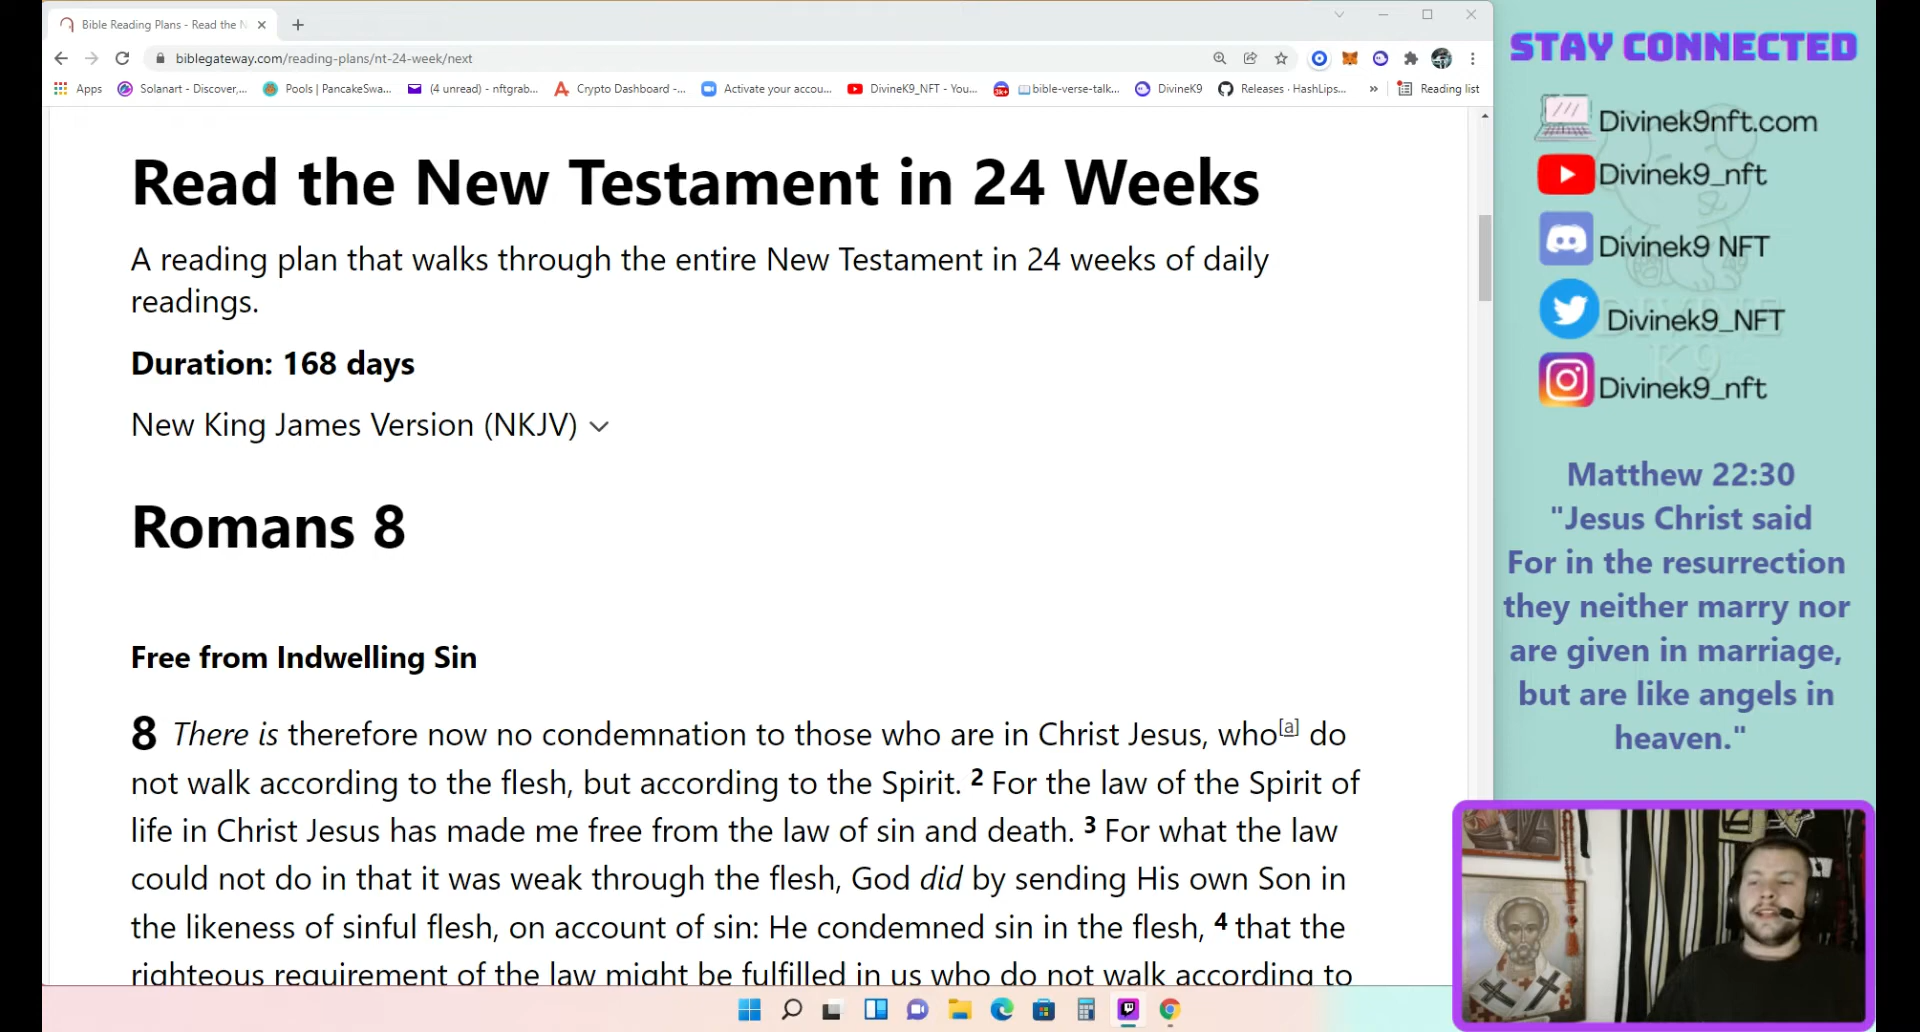 Bible Reading Plans - Read the N
biblegateway.com/reading-plans/nt-24-week/next
Apps
Solanart - Discover,...
Pools | PancakeSwa...
(4 unread) - nftgrab...
Crypto Dashboard -...
Activate your accou...
DivineK9_NFT - You...
3k+
bible-verse-talk...
DivineK9
Releases · HashLips...
»
Reading list
Read the New Testament in 24 Weeks
A reading plan that walks through the entire New Testament in 24 weeks of daily
readings.
Duration: 168 days
New King James Version (NKJV)
Romans 8
Free from Indwelling Sin
8 There is therefore now no condemnation to those who are in Christ Jesus, who[a] do
not walk according to the flesh, but according to the Spirit. 2 For the law of the Spirit of
life in Christ Jesus has made me free from the law of sin and death. 3 For what the law
could not do in that it was weak through the flesh, God did by sending His own Son in
the likeness of sinful flesh, on account of sin: He condemned sin in the flesh, 4 that the
righteous requirement of the law might be fulfilled in us who do not walk according to
STAY CONNECTED
Divinek9nft.com
Divinek9_nft
Divinek9 NFT
Divinek9_NFT
Divinek9_nft
DIVINE
K9
Matthew 22:30
"Jesus Christ said
For in the resurrection
they neither marry nor
are given in marriage,
but are like angels in
heaven."